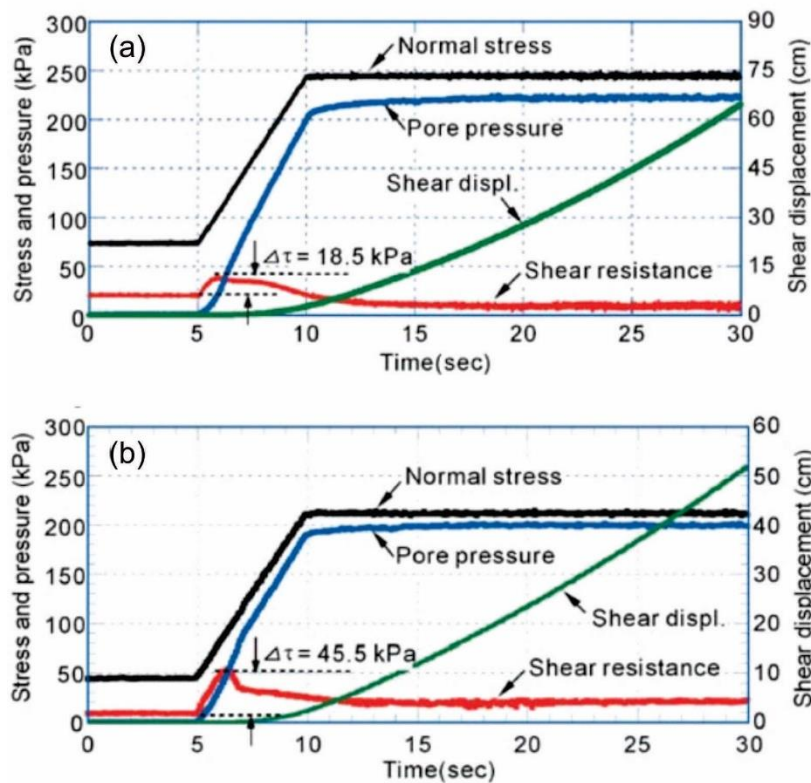 (a)
Stress and pressure (kPa)
300
250
200
150
100
50
0
Normal stress
Pore pressure
Shear displ.
△τ= 18.5 kPa
Shear resistance
90
73
60
45
30
15
0
Shear displacement (cm)
0 5 10 15 20 25 30
Time(sec)
(b)
Stress and pressure (kPa)
300
250
200
150
100
50
0
Normal stress
Pore pressure
Shear displ.
△τ= 45.5 kPa
Shear resistance
60
50
40
30
20
10
0
Shear displacement (cm)
0 5 10 15 20 25 30
Time(sec)